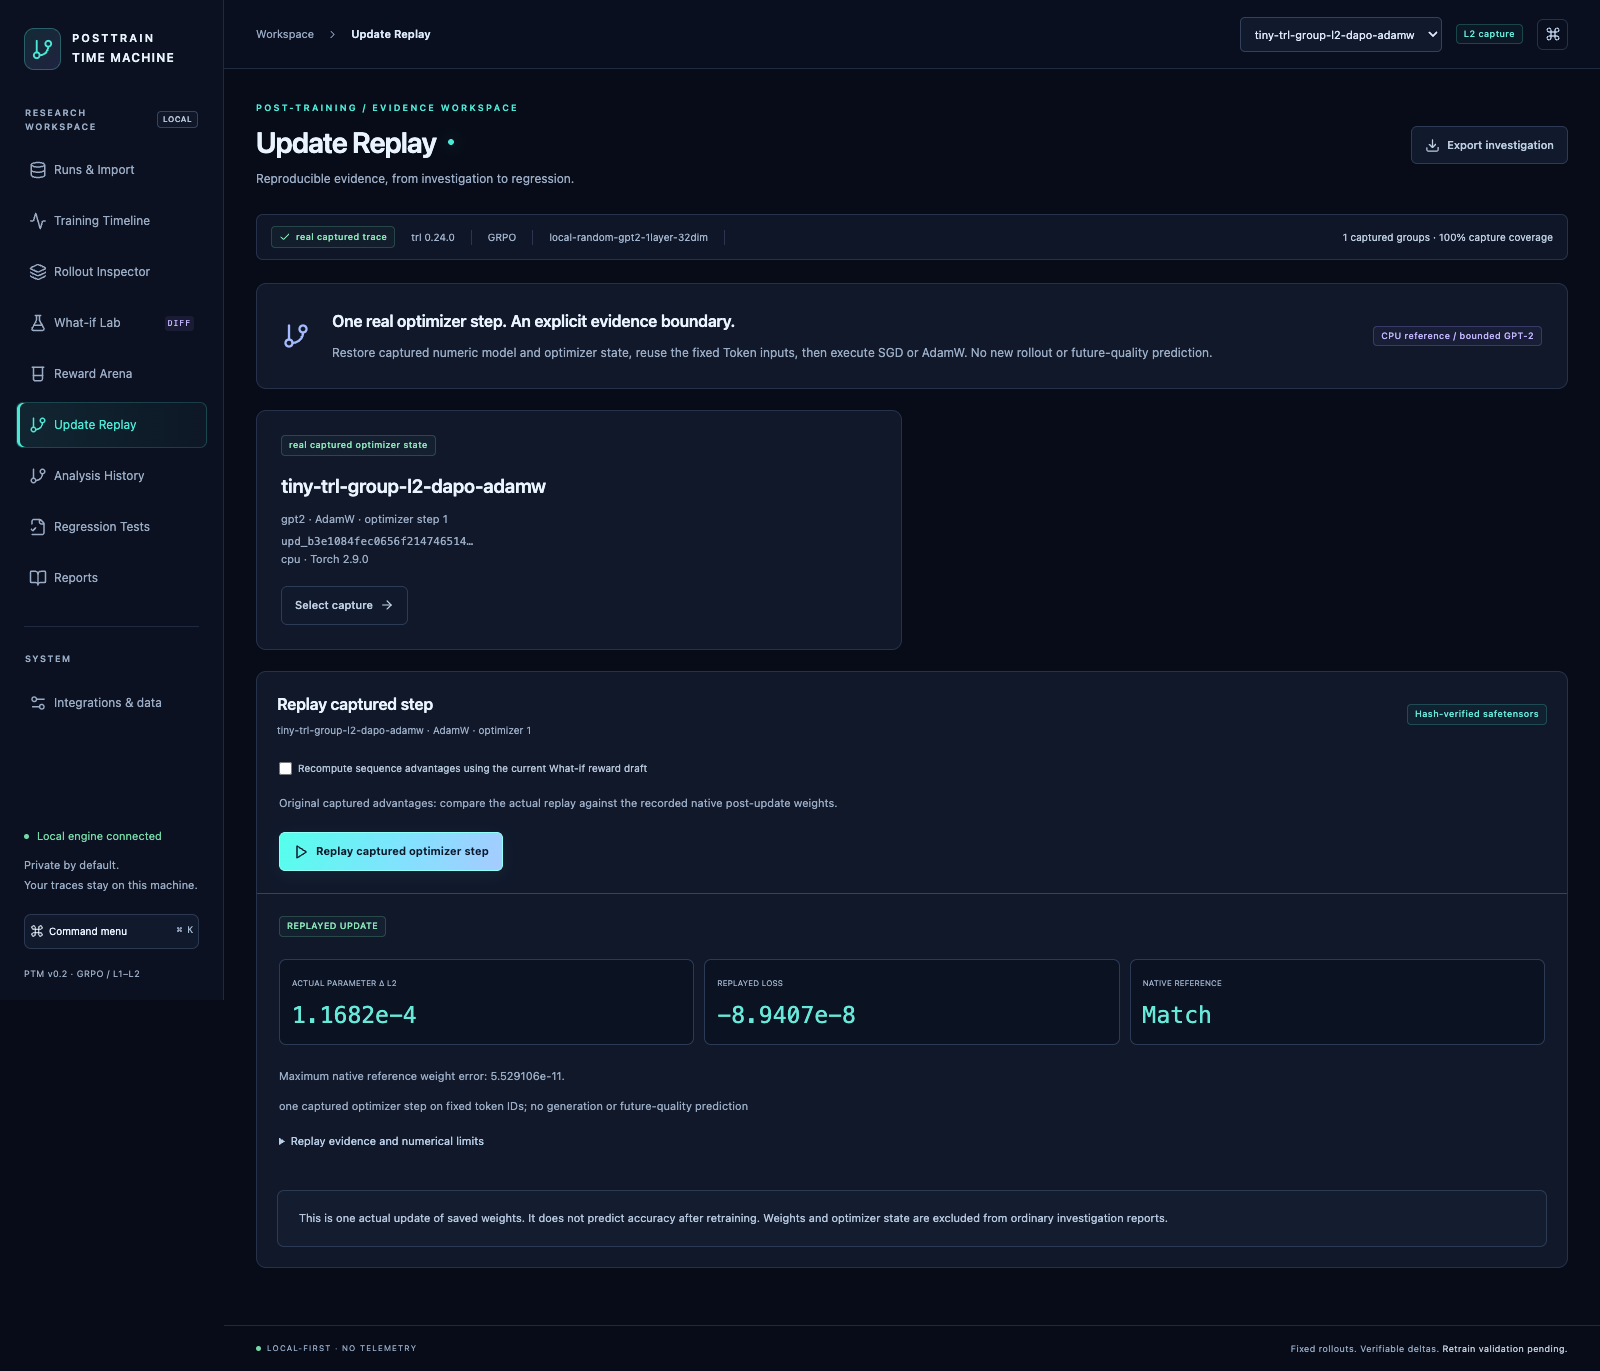 POSTTRAIN
TIME MACHINE
RESEARCH
WORKSPACE
LOCAL
Runs & Import
Training Timeline
Rollout Inspector
What-if Lab
DIFF
Reward Arena
Update Replay
Analysis History
Regression Tests
Reports
SYSTEM
Integrations & data
Local engine connected
Private by default.
Your traces stay on this machine.
Command menu
⌘ K
PTM v0.2 · GRPO / L1–L2
Workspace
Update Replay
tiny-trl-group-l2-dapo-adamw
L2 capture
POST-TRAINING / EVIDENCE WORKSPACE
Update Replay
Reproducible evidence, from investigation to regression.
Export investigation
real captured trace
trl 0.24.0
GRPO
local-random-gpt2-1layer-32dim
1 captured groups · 100% capture coverage
One real optimizer step. An explicit evidence boundary.
Restore captured numeric model and optimizer state, reuse the fixed Token inputs, then execute SGD or AdamW. No new rollout or future-quality prediction.
CPU reference / bounded GPT-2
real captured optimizer state
tiny-trl-group-l2-dapo-adamw
gpt2 · AdamW · optimizer step 1
upd_b3e1084fec0656f214746514…
cpu · Torch 2.9.0
Select capture
Replay captured step
tiny-trl-group-l2-dapo-adamw · AdamW · optimizer 1
Hash-verified safetensors
Recompute sequence advantages using the current What-if reward draft
Original captured advantages: compare the actual replay against the recorded native post-update weights.
Replay captured optimizer step
REPLAYED UPDATE
ACTUAL PARAMETER Δ L2
1.1682e-4
REPLAYED LOSS
-8.9407e-8
NATIVE REFERENCE
Match
Maximum native reference weight error: 5.529106e-11.
one captured optimizer step on fixed token IDs; no generation or future-quality prediction
Replay evidence and numerical limits
This is one actual update of saved weights. It does not predict accuracy after retraining. Weights and optimizer state are excluded from ordinary investigation reports.
LOCAL-FIRST · NO TELEMETRY
Fixed rollouts. Verifiable deltas. Retrain validation pending.